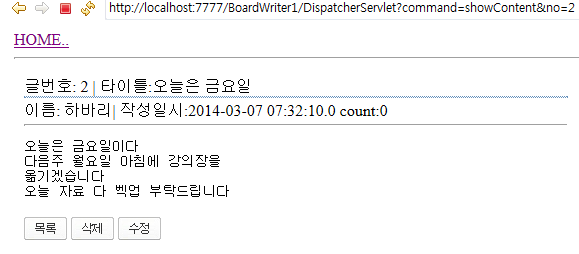 http://localhost:7777/BoardWriter1/DispatcherServlet?command=showContent&no=2
HOME..
글번호: 2 | 타이틀:오늘은 금요일
이름: 하바리| 작성일시:2014-03-07 07:32:10.0 count:0
오늘은 금요일이다
다음주 월요일 아침에 강의장을
옮기겠습니다
오늘 자료 다 벡업 부탁드립니다
목록 삭제 수정